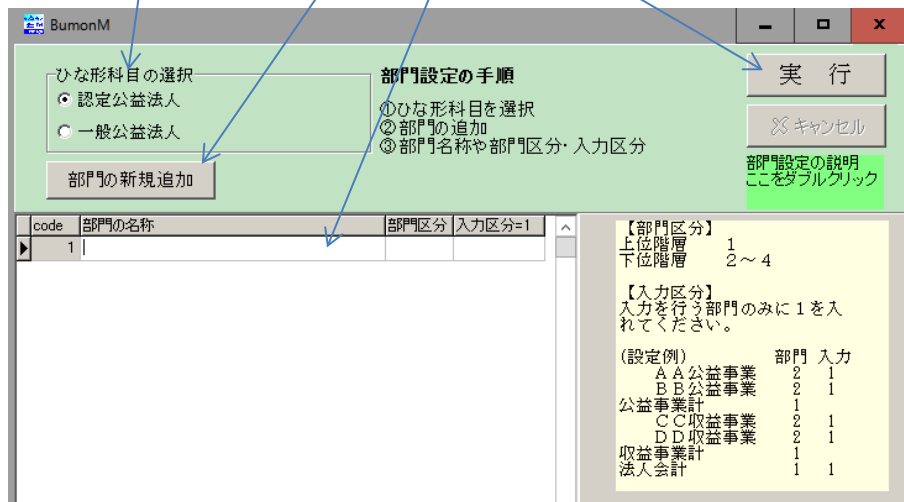 BumonM
ひな形科目の選択
認定公益法人
一般公益法人
部門の新規追加
部門設定の手順
①ひな形科目を選択
②部門の追加
③部門名称や部門区分・入力区分
実 行
キャンセル
部門設定の説明
ここをダブルクリック
code 部門の名称 部門区分 入力区分=1
1
【部門区分】
上位階層 1
下位階層 2～4
【入力区分】
入力を行う部門のみに１を入
れてください。
(設定例) 部門 入力
ＡＡ公益事業 2 1
ＢＢ公益事業 2 1
公益事業計 1
ＣＣ収益事業 2 1
ＤＤ収益事業 2 1
収益事業計 1
法人会計 1 1